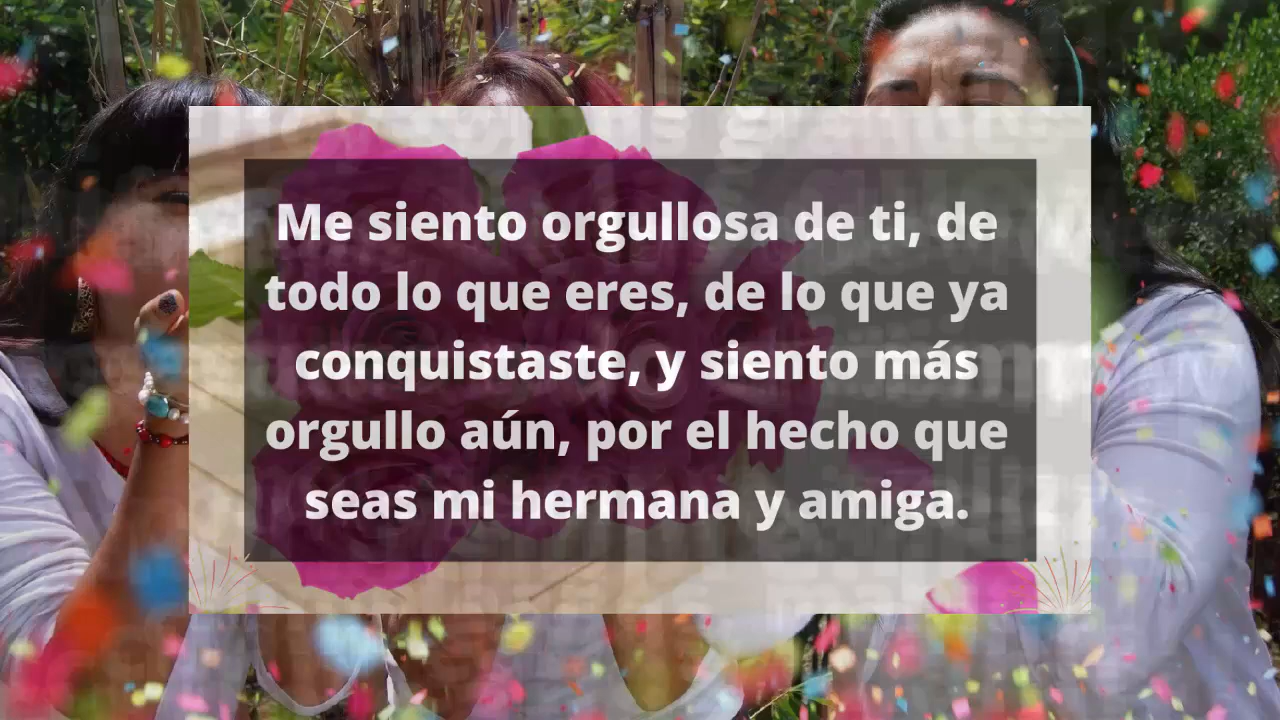 Me siento orgullosa de ti, de
todo lo que eres, de lo que ya
conquistaste, y siento más
orgullo aún, por el hecho que
seas mi hermana y amiga.